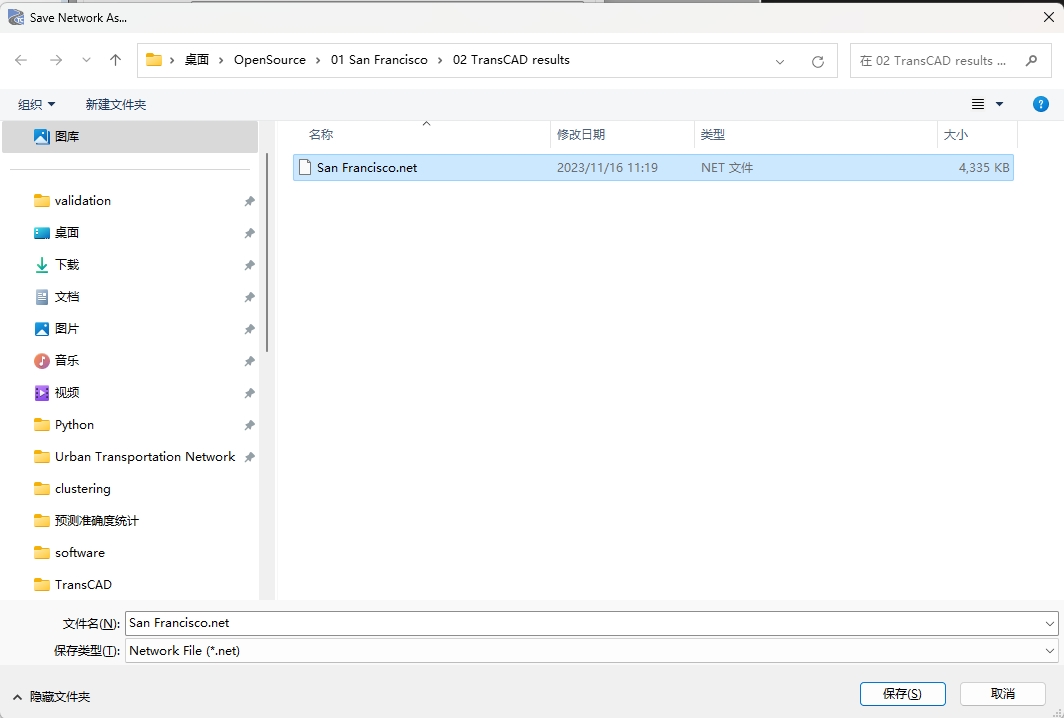 Save Network As...
桌面 › OpenSource › 01 San Francisco › 02 TransCAD results
在 02 TransCAD results ...
组织
新建文件夹
图库
名称 修改日期 类型 大小
San Francisco.net 2023/11/16 11:19 NET 文件 4,335 KB
validation
桌面
下载
文档
图片
音乐
视频
Python
Urban Transportation Network
clustering
预测准确度统计
software
TransCAD
文件名(N): San Francisco.net
保存类型(T): Network File (*.net)
隐藏文件夹
保存(S)
取消